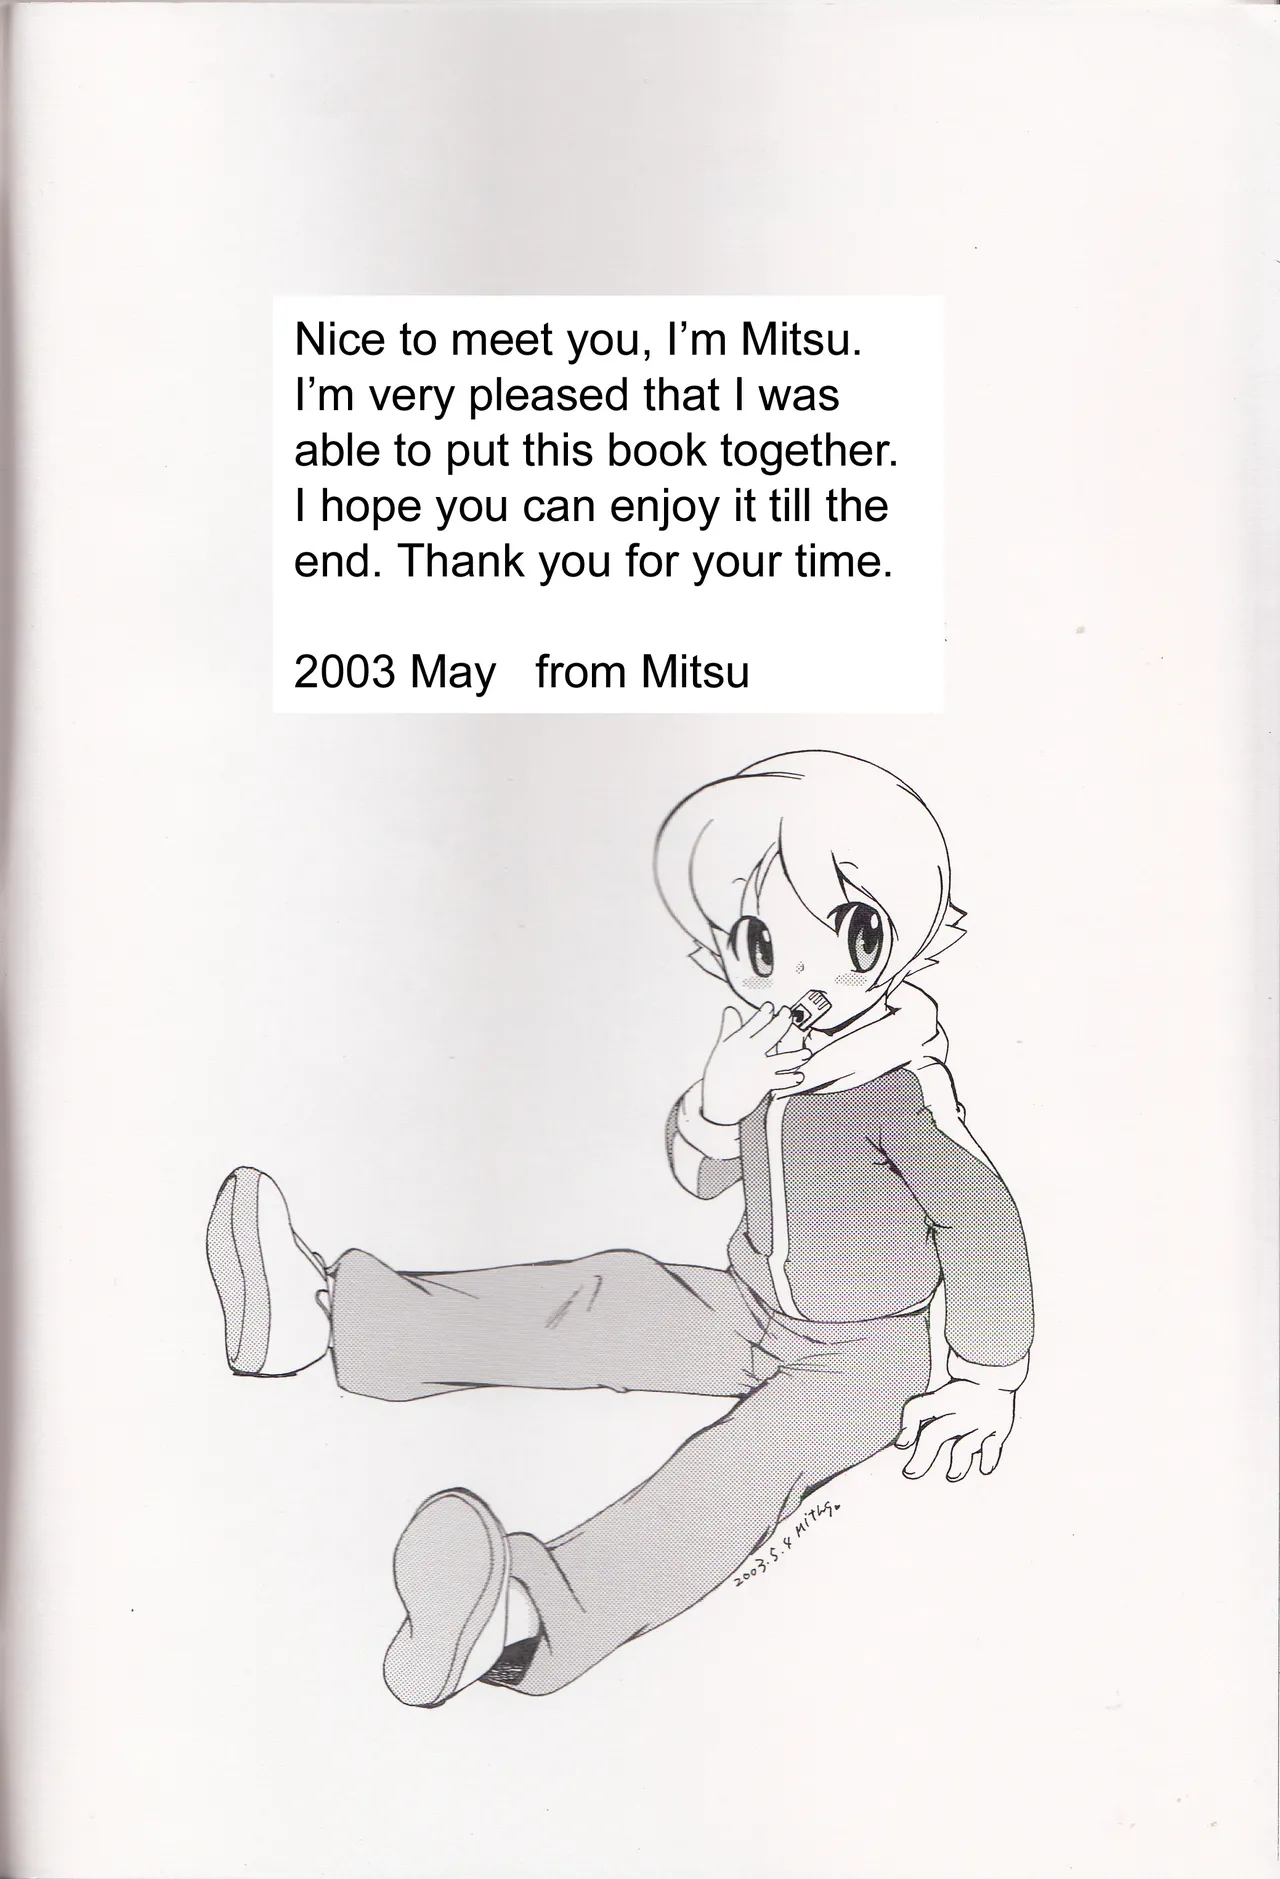 Nice to meet you, I’m Mitsu.
I’m very pleased that I was
able to put this book together.
I hope you can enjoy it till the
end. Thank you for your time.
2003 May from Mitsu
2003.5.4